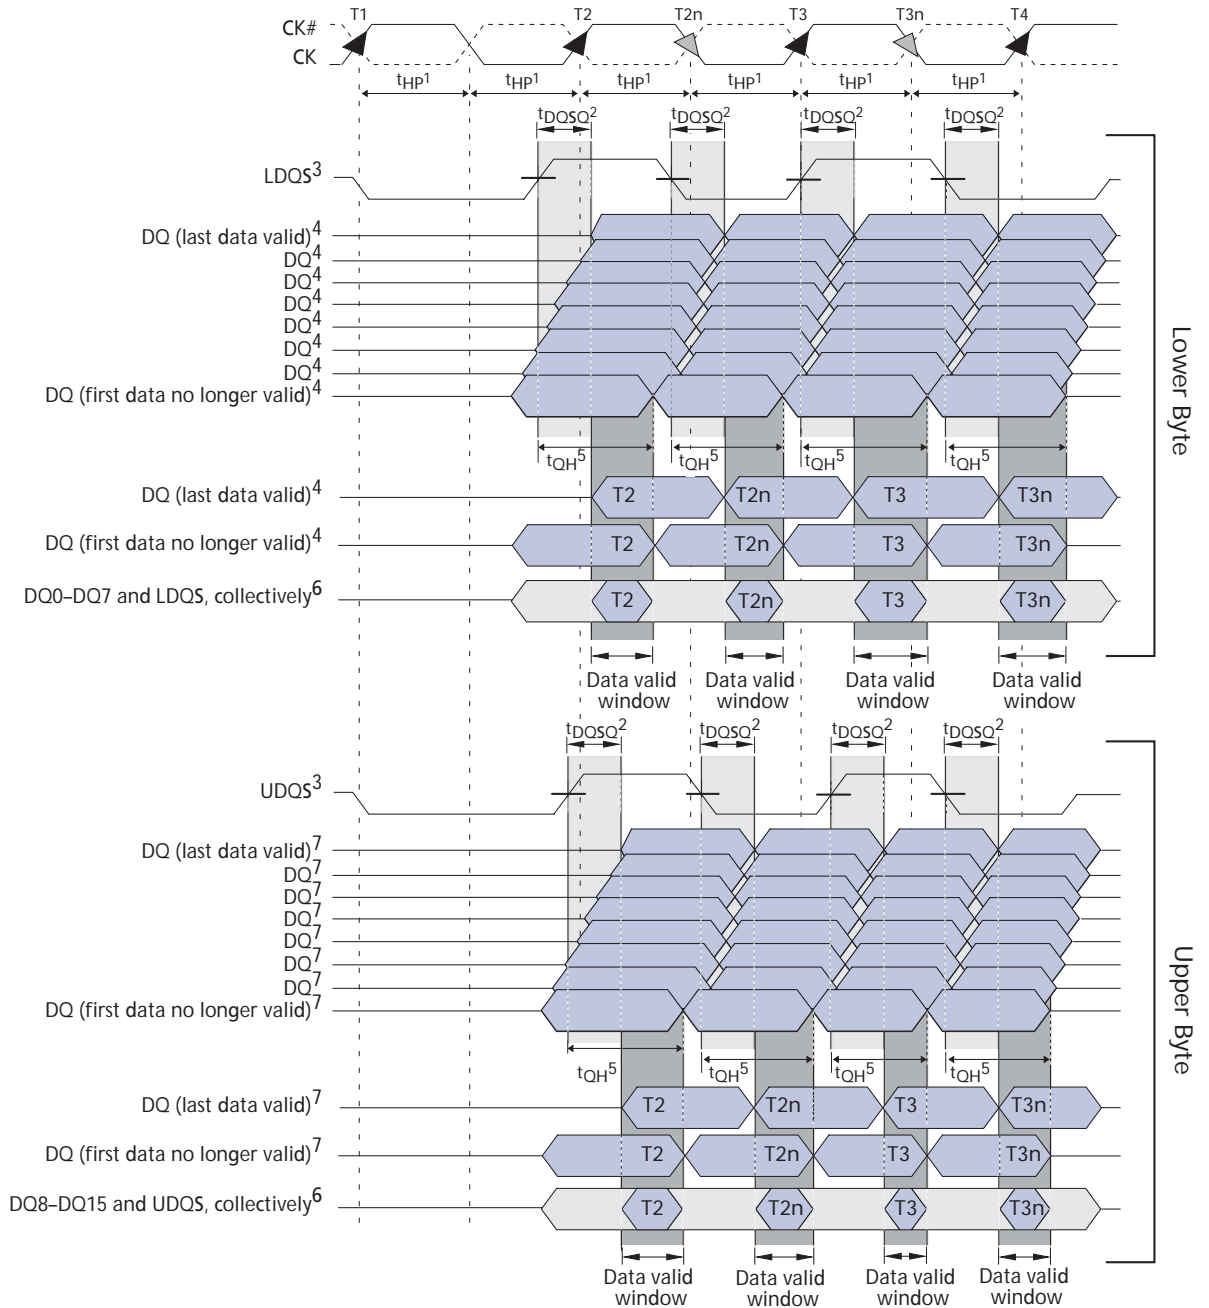 T1 T2 T2n T3 T3n T4
CK#
CK
tHP1 tHP1 tHP1 tHP1 tHP1 tHP1
tDQSQ2 tDQSQ2 tDQSQ2 tDQSQ2
LDQS3
DQ (last data valid)4
DQ4
DQ4
DQ4
DQ4
DQ4
DQ4
DQ (first data no longer valid)4
tQH5 tQH5 tQH5 tQH5
DQ (last data valid)4 T2 T2n T3 T3n
DQ (first data no longer valid)4 T2 T2n T3 T3n
DQ0–DQ7 and LDQS, collectively6 T2 T2n T3 T3n
Data valid window Data valid window Data valid window Data valid window
Lower Byte
tDQSQ2 tDQSQ2 tDQSQ2 tDQSQ2
UDQS3
DQ (last data valid)7
DQ7
DQ7
DQ7
DQ7
DQ7
DQ7
DQ (first data no longer valid)7
tQH5 tQH5 tQH5 tQH5
DQ (last data valid)7 T2 T2n T3 T3n
DQ (first data no longer valid)7 T2 T2n T3 T3n
DQ8–DQ15 and UDQS, collectively6 T2 T2n T3 T3n
Data valid window Data valid window Data valid window Data valid window
Upper Byte